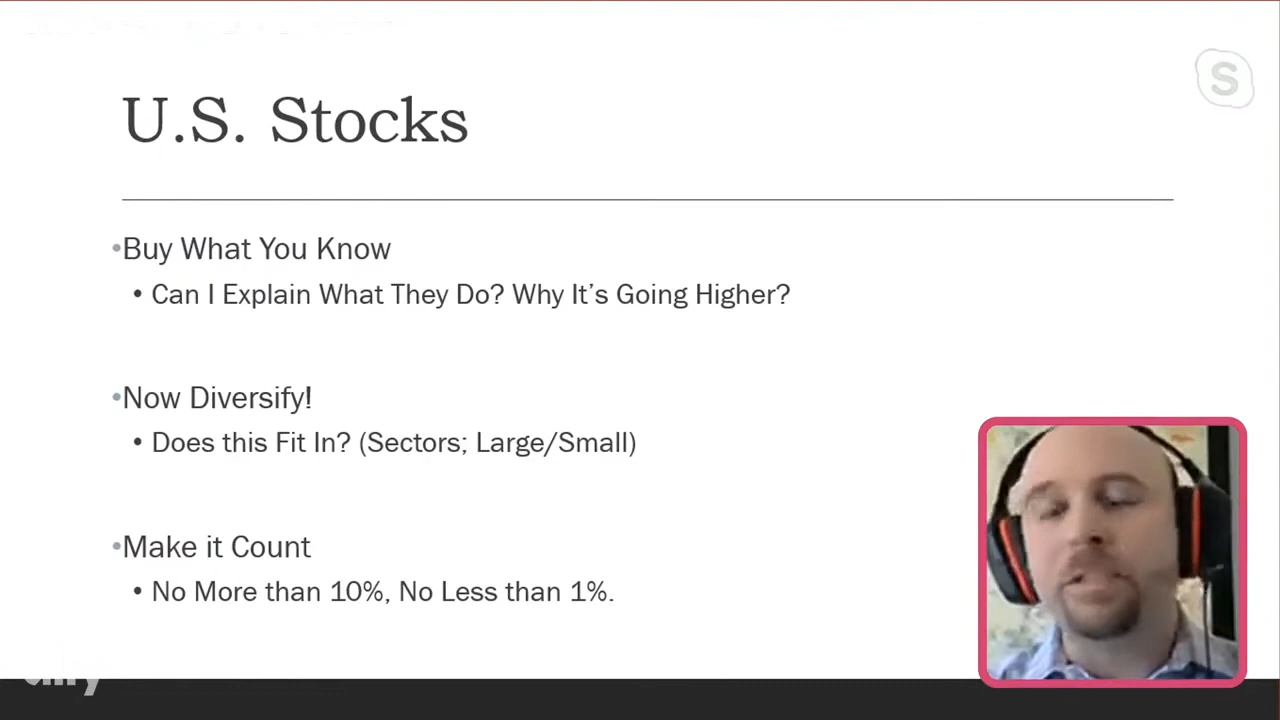 U.S. Stocks
•Buy What You Know
• Can I Explain What They Do? Why It’s Going Higher?
•Now Diversify!
• Does this Fit In? (Sectors; Large/Small)
•Make it Count
• No More than 10%, No Less than 1%.
S